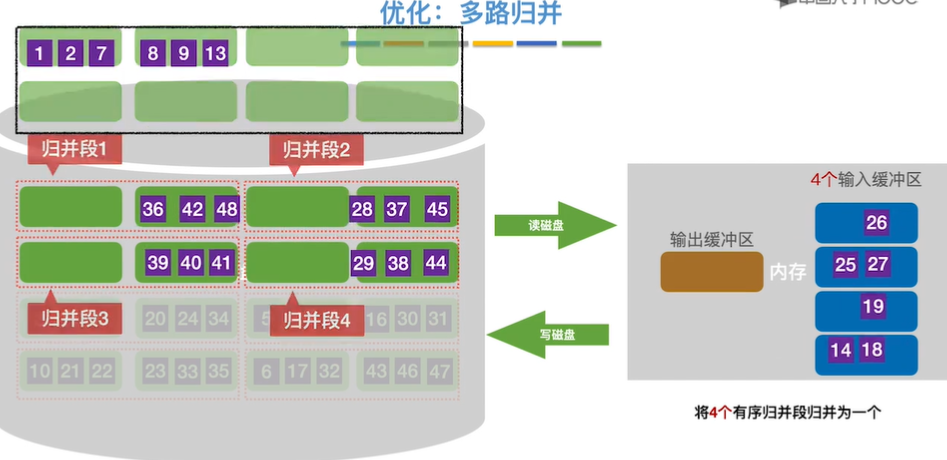 优化：多路归并
1 2 7 8 9 13
归并段1 归并段2
36 42 48 28 37 45
39 40 41 29 38 44
归并段3 归并段4
20 24 34 5 16 30 31
10 21 22 23 33 35 6 17 32 43 46 47
读磁盘
写磁盘
4个输入缓冲区
输出缓冲区
内存
26
25 27
19
14 18
将4个有序归并段归并为一个